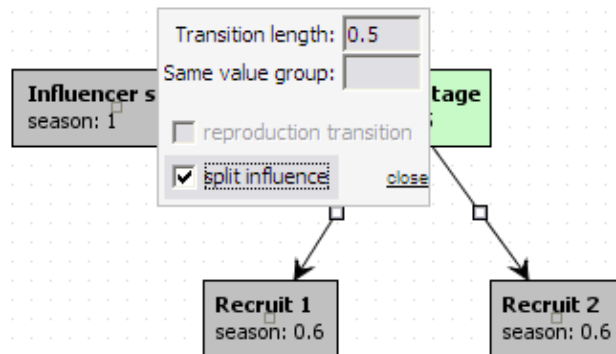 Transition length: 0.5
Same value group:
Influencer s
tage
season: 1
reproduction transition
split influence
close
Recruit 1
season: 0.6
Recruit 2
season: 0.6